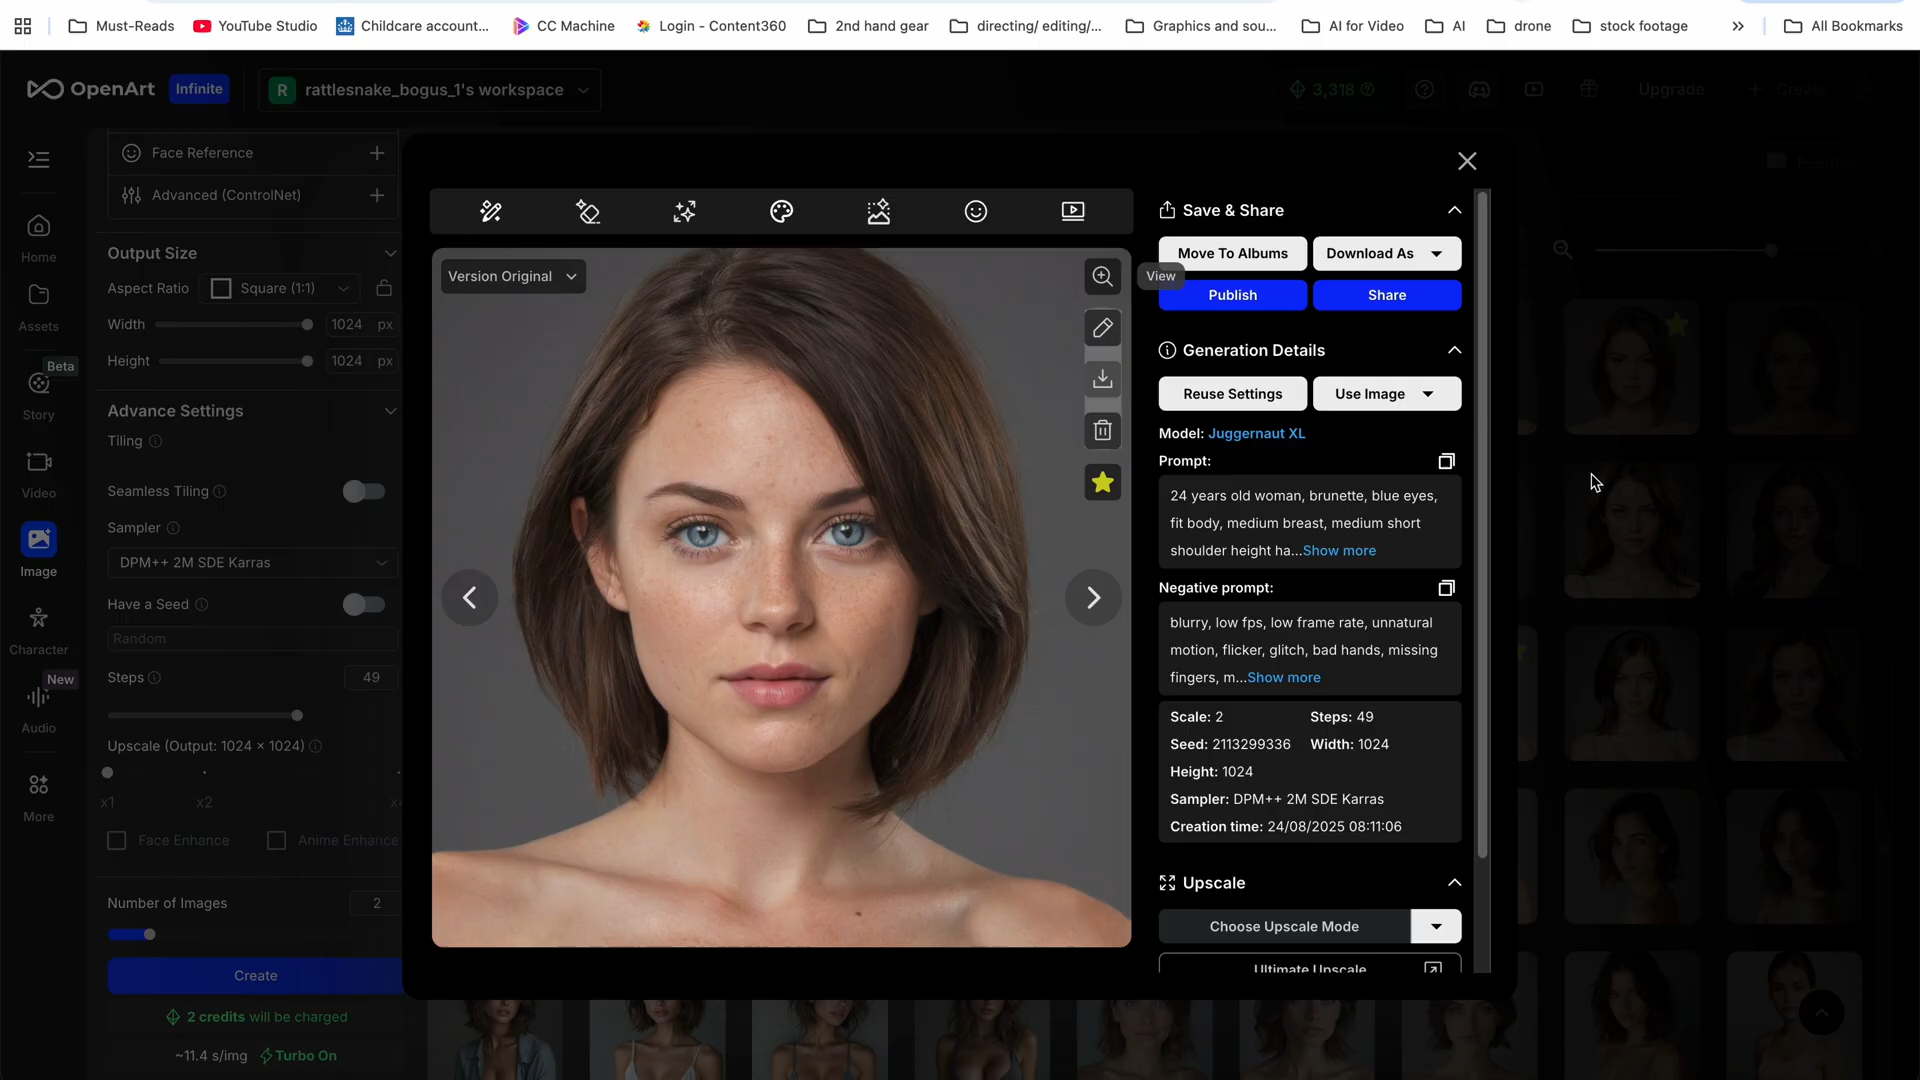 Must-Reads
YouTube Studio
Childcare account...
CC Machine
Login - Content360
2nd hand gear
directing/ editing/...
Graphics and sou...
AI for Video
AI
drone
stock footage
All Bookmarks
OpenArt
Infinite
R
rattlesnake_bogus_1's workspace
3,318
Upgrade
Create
Home
Assets
Beta
Story
Video
Image
Character
New
Audio
More
Face Reference
Advanced (ControlNet)
Output Size
Aspect Ratio
Square (1:1)
Width
1024 px
Height
1024 px
Advance Settings
Tiling
Seamless Tiling
Sampler
DPM++ 2M SDE Karras
Have a Seed
Random
Steps
49
Upscale (Output: 1024 × 1024)
x1
x2
Face Enhance
Anime Enhance
Number of Images
2
Create
2 credits will be charged
~11.4 s/img
Turbo On
Version Original
View
Save & Share
Move To Albums
Download As
Publish
Share
Generation Details
Reuse Settings
Use Image
Model: Juggernaut XL
Prompt:
24 years old woman, brunette, blue eyes,
fit body, medium breast, medium short
shoulder height ha...Show more
Negative prompt:
blurry, low fps, low frame rate, unnatural
motion, flicker, glitch, bad hands, missing
fingers, m...Show more
Scale: 2
Steps: 49
Seed: 2113299336
Width: 1024
Height: 1024
Sampler: DPM++ 2M SDE Karras
Creation time: 24/08/2025 08:11:06
Upscale
Choose Upscale Mode
Ultimate Upscale